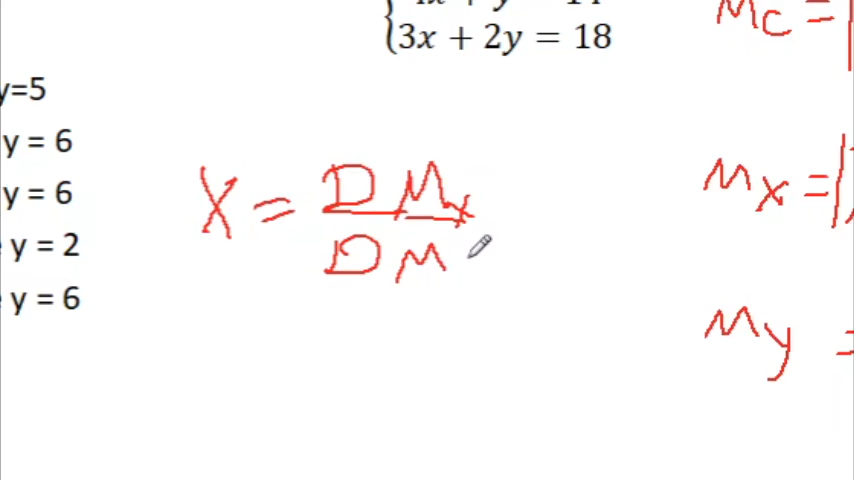 Mc =
3x + 2y = 18
y=5
y = 6
Mx =
y = 6
X = DMx
DM
y = 2
y = 6
My =